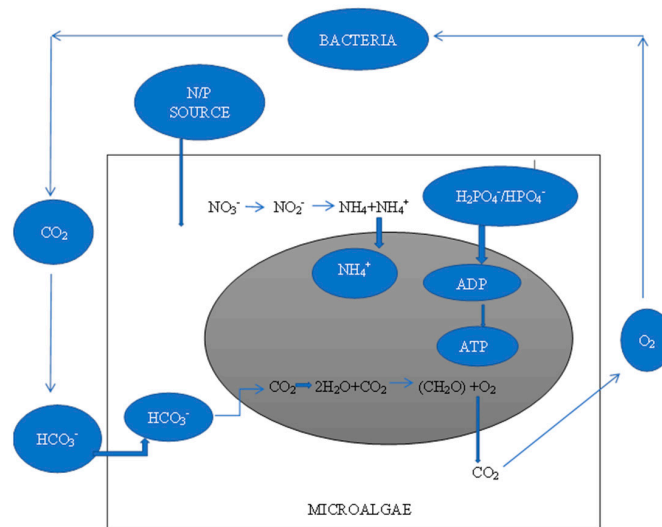 BACTERIA
N/P
SOURCE
H₂PO₄⁻/HPO₄⁻
NO₃⁻ → NO₂⁻ → NH₄+NH₄⁺
CO₂
NH₄⁺
ADP
O₂
ATP
CO₂ → 2H₂O+CO₂ → (CH₂O) +O₂
HCO₃⁻
HCO₃⁻
CO₂
MICROALGAE